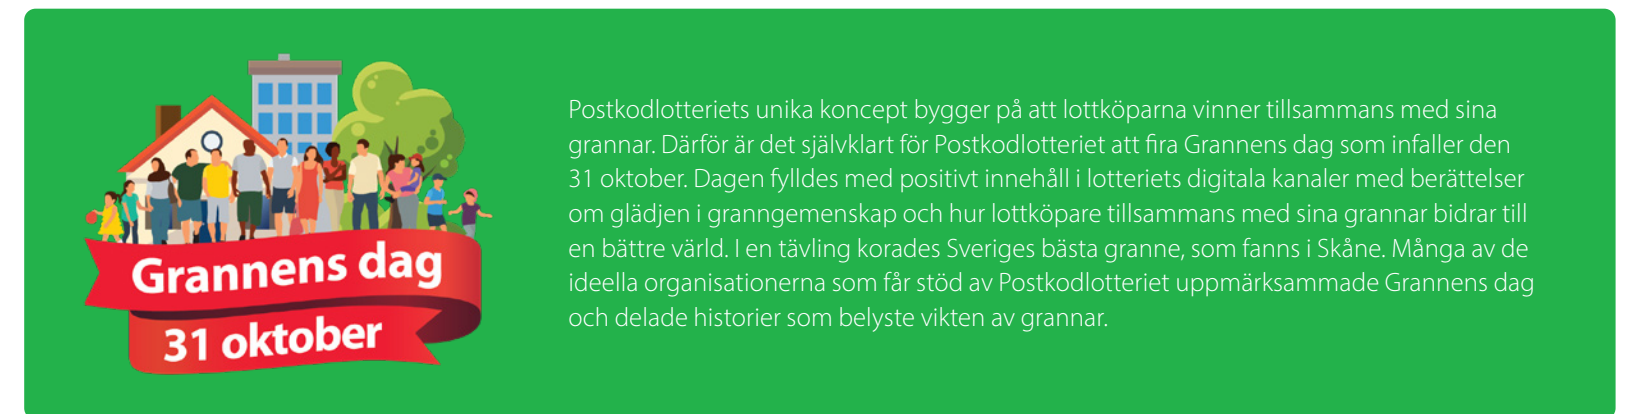 Grannens dag
31 oktober
Postkodlotteriets unika koncept bygger på att lottköparna vinner tillsammans med sina
grannar. Därför är det självklart för Postkodlotteriet att fira Grannens dag som infaller den
31 oktober. Dagen fylldes med positivt innehåll i lotteriets digitala kanaler med berättelser
om glädjen i granngemenskap och hur lottköpare tillsammans med sina grannar bidrar till
en bättre värld. I en tävling korades Sveriges bästa granne, som fanns i Skåne. Många av de
ideella organisationerna som får stöd av Postkodlotteriet uppmärksammade Grannens dag
och delade historier som belyste vikten av grannar.